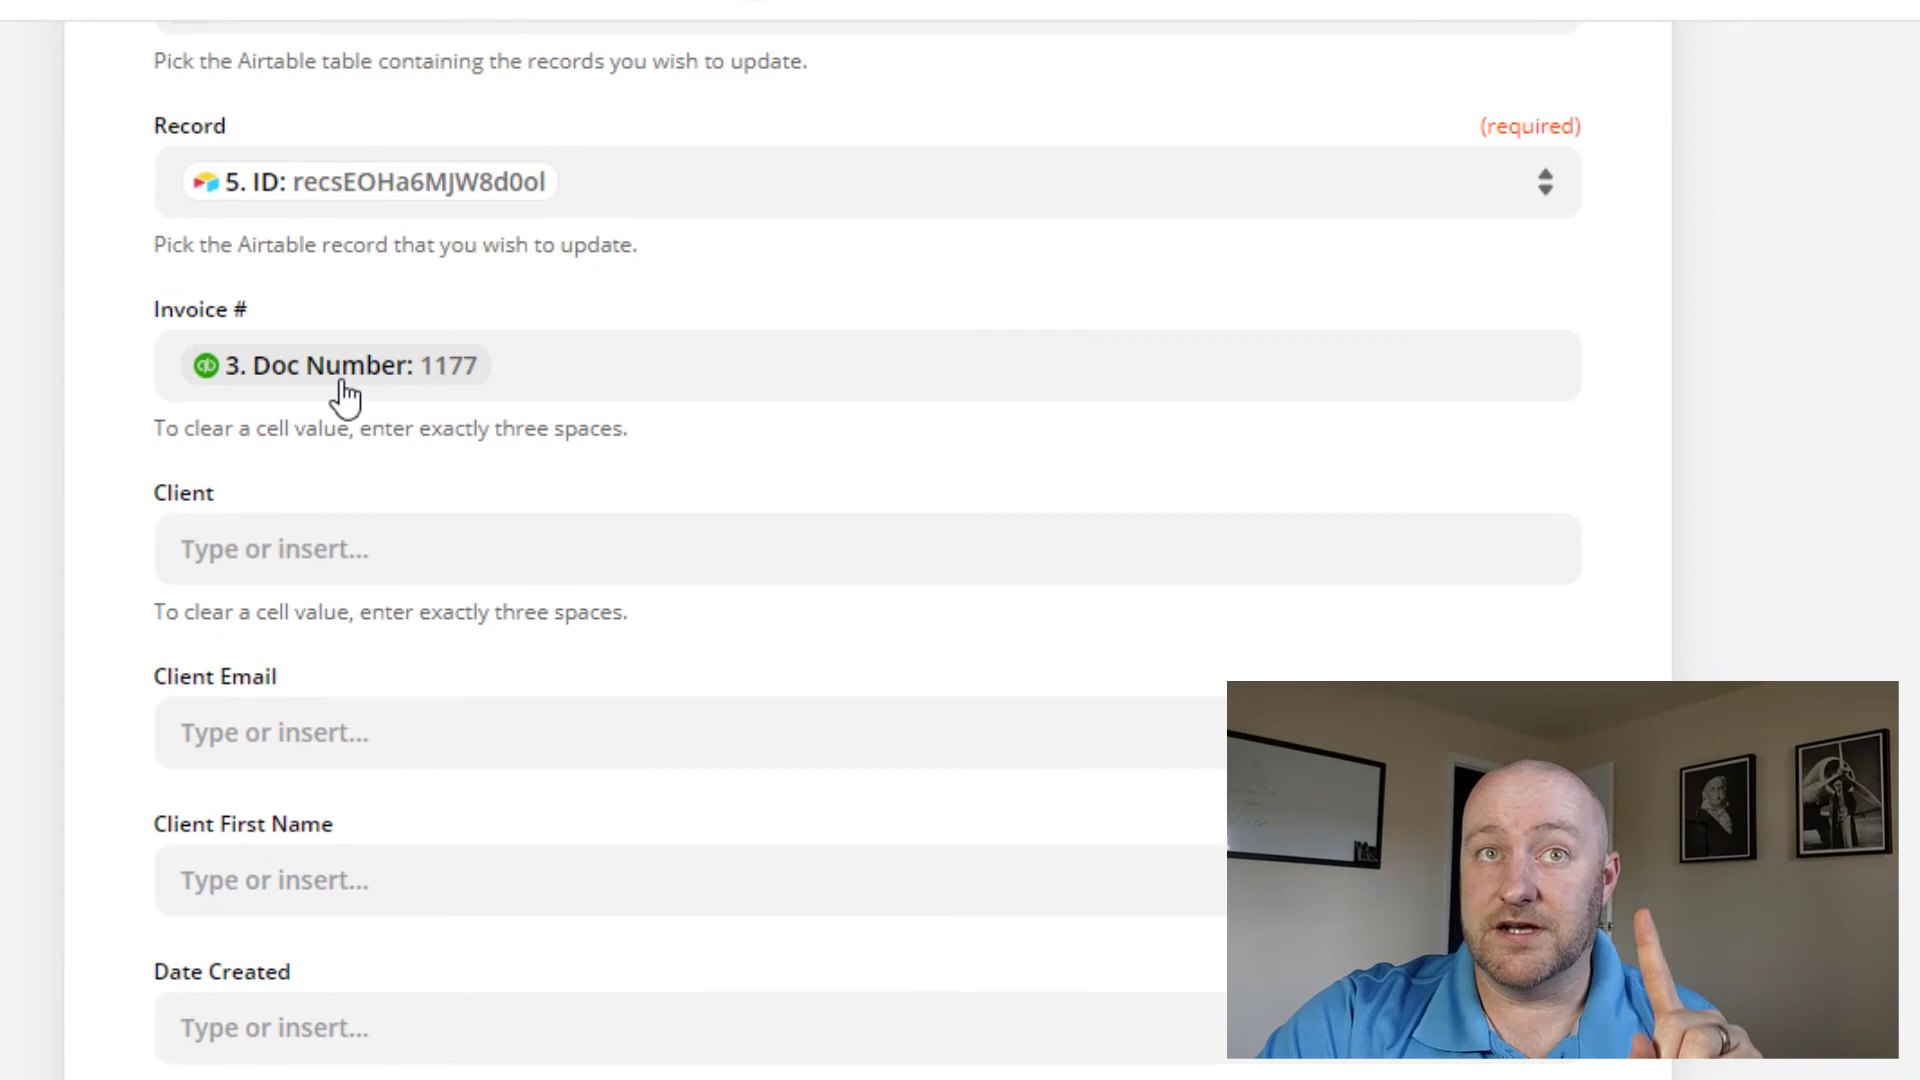 Pick the Airtable table containing the records you wish to update.
Record (required)
5. ID: recsEOHa6MJW8d0ol
Pick the Airtable record that you wish to update.
Invoice #
qb 3. Doc Number: 1177
To clear a cell value, enter exactly three spaces.
Client
Type or insert...
To clear a cell value, enter exactly three spaces.
Client Email
Type or insert...
Client First Name
Type or insert...
Date Created
Type or insert...